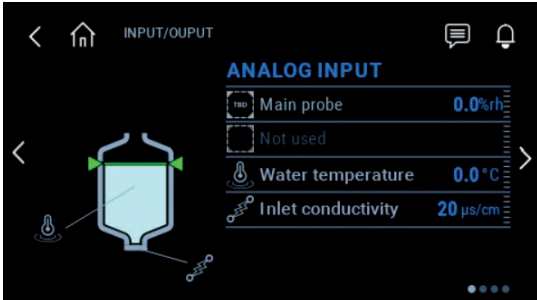 INPUT/OUPUT
ANALOG INPUT
TBD Main probe 0.0%rh
Not used
Water temperature 0.0°C
Inlet conductivity 20 µs/cm